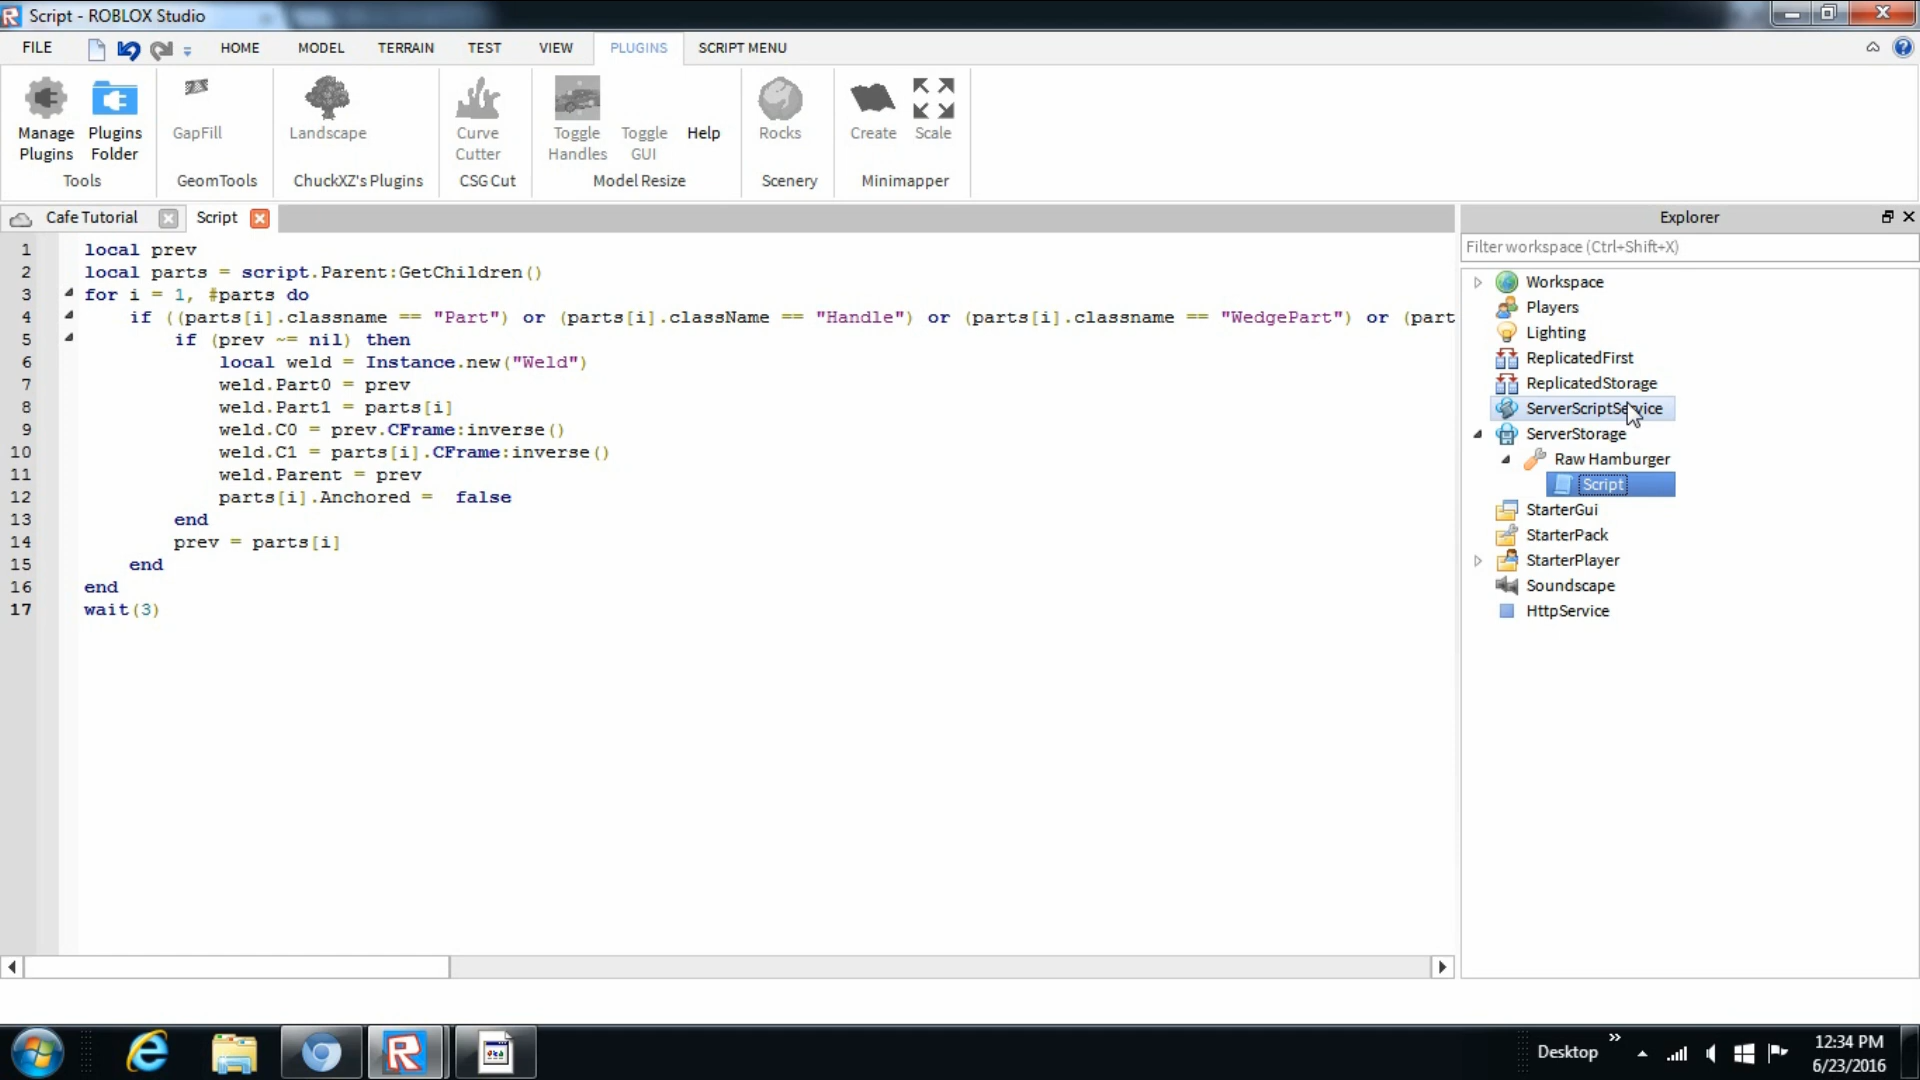 Script - ROBLOX Studio
FILE HOME MODEL TERRAIN TEST VIEW PLUGINS SCRIPT MENU
Manage Plugins
Plugins Folder
Tools
GapFill
GeomTools
Landscape
ChuckXZ's Plugins
Curve Cutter
CSG Cut
Toggle Handles
Toggle GUI
Help
Model Resize
Rocks
Scenery
Create
Scale
Minimapper
Cafe Tutorial
Script
1 local prev
2 local parts = script.Parent:GetChildren()
3 for i = 1, #parts do
4 if ((parts[i].classname == "Part") or (parts[i].className == "Handle") or (parts[i].classname == "WedgePart") or (part
5 if (prev ~= nil) then
6 local weld = Instance.new("Weld")
7 weld.Part0 = prev
8 weld.Part1 = parts[i]
9 weld.C0 = prev.CFrame:inverse()
10 weld.C1 = parts[i].CFrame:inverse()
11 weld.Parent = prev
12 parts[i].Anchored =  false
13 end
14 prev = parts[i]
15 end
16 end
17 wait(3)
Explorer
Filter workspace (Ctrl+Shift+X)
Workspace
Players
Lighting
ReplicatedFirst
ReplicatedStorage
ServerScriptService
ServerStorage
Raw Hamburger
Script
StarterGui
StarterPack
StarterPlayer
Soundscape
HttpService
Desktop
12:34 PM
6/23/2016